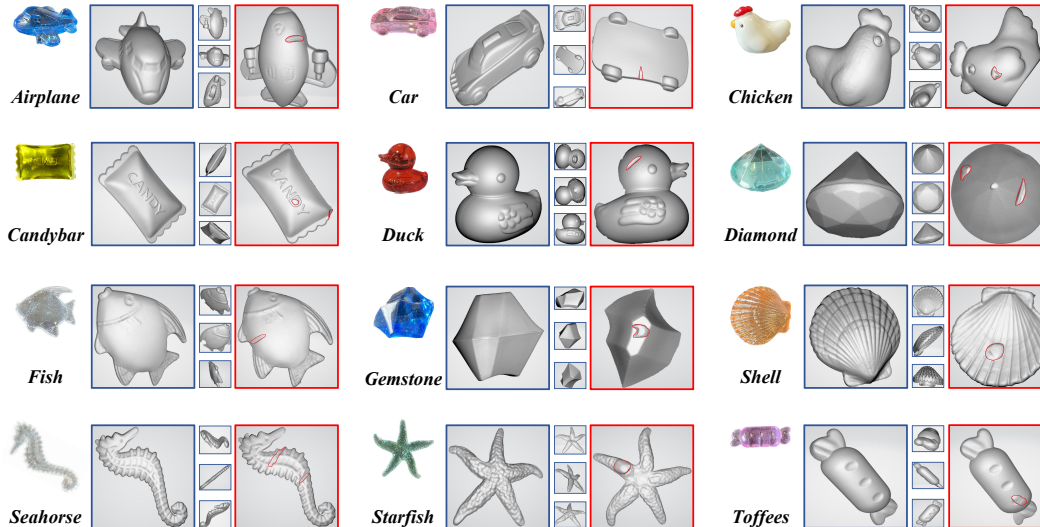 Airplane
Car
Chicken
CANDY
CANDY
Candybar
Duck
Diamond
Fish
Gemstone
Shell
Seahorse
Starfish
Toffees